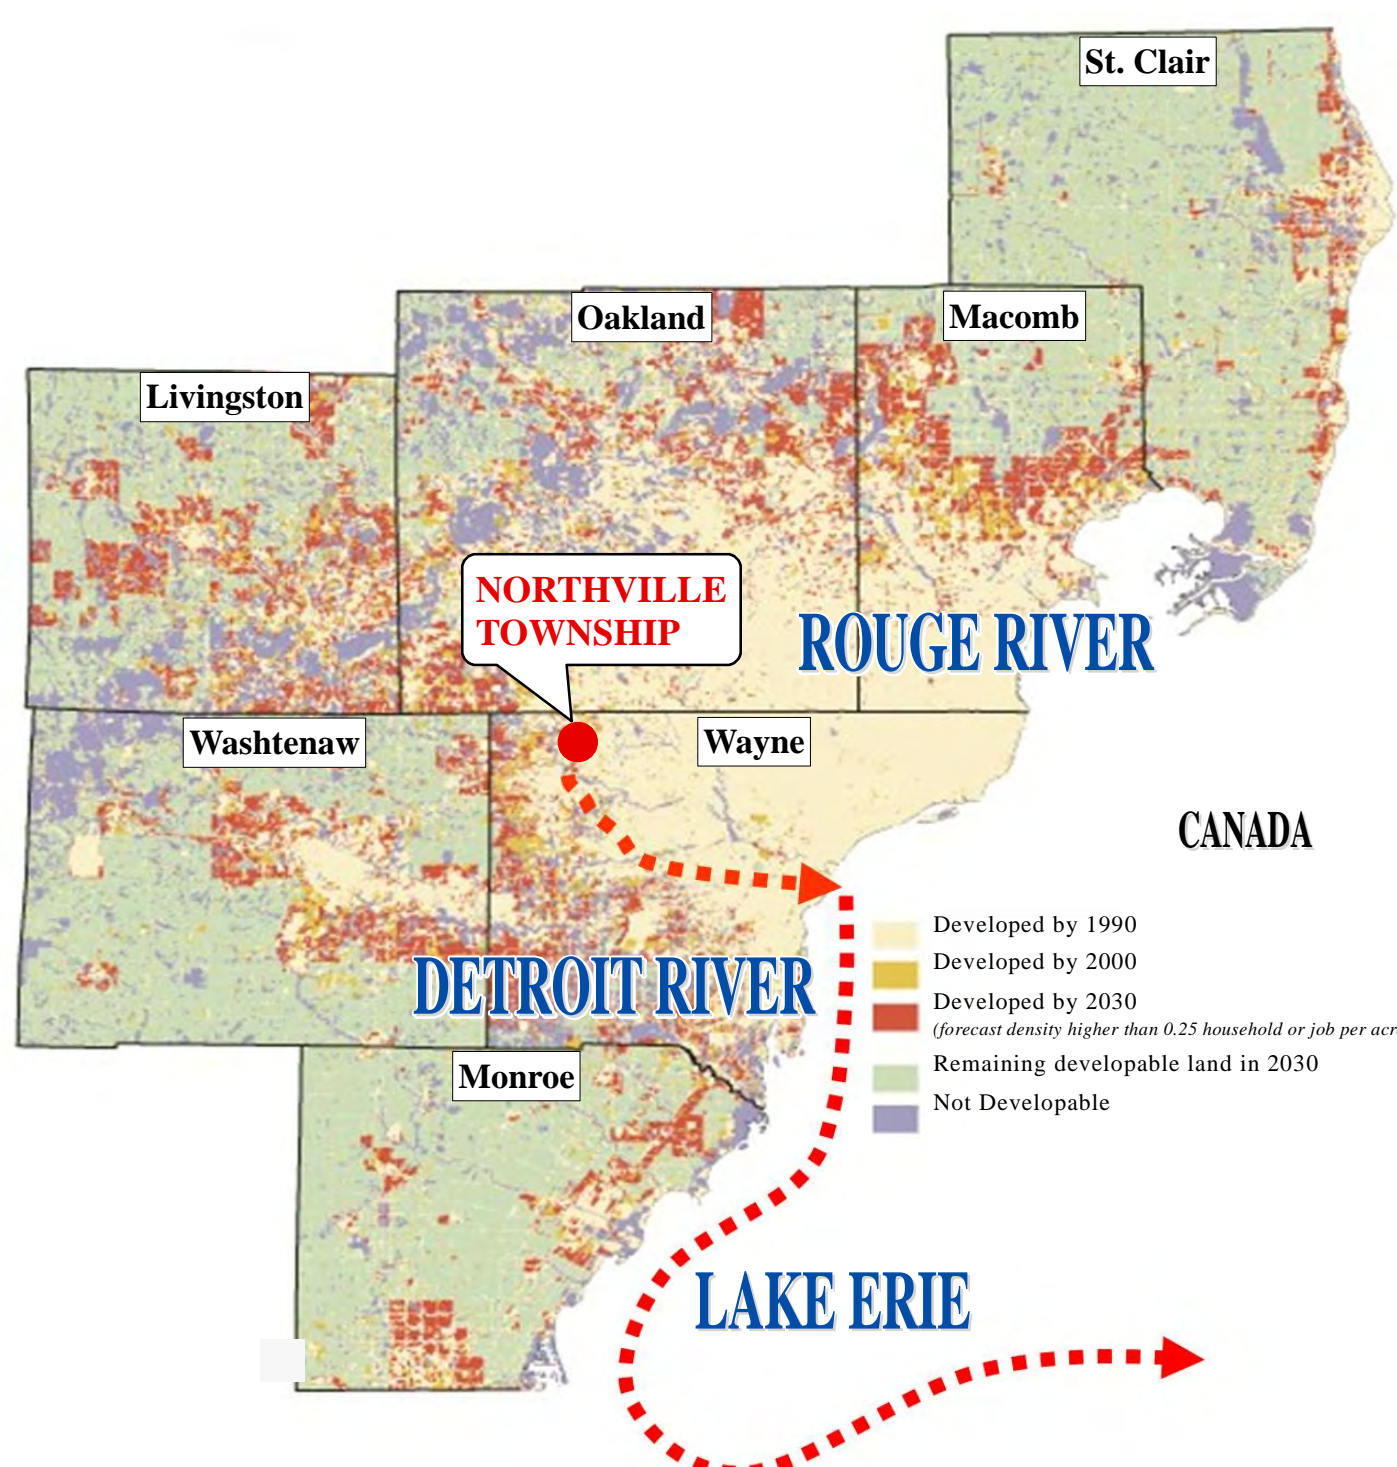 St. Clair
Oakland
Macomb
Livingston
NORTHVILLE
TOWNSHIP
ROUGE RIVER
Washtenaw
Wayne
CANADA
Developed by 1990
Developed by 2000
DETROIT RIVER
Developed by 2030
(forecast density higher than 0.25 household or job per acr
Remaining developable land in 2030
Monroe
Not Developable
LAKE ERIE